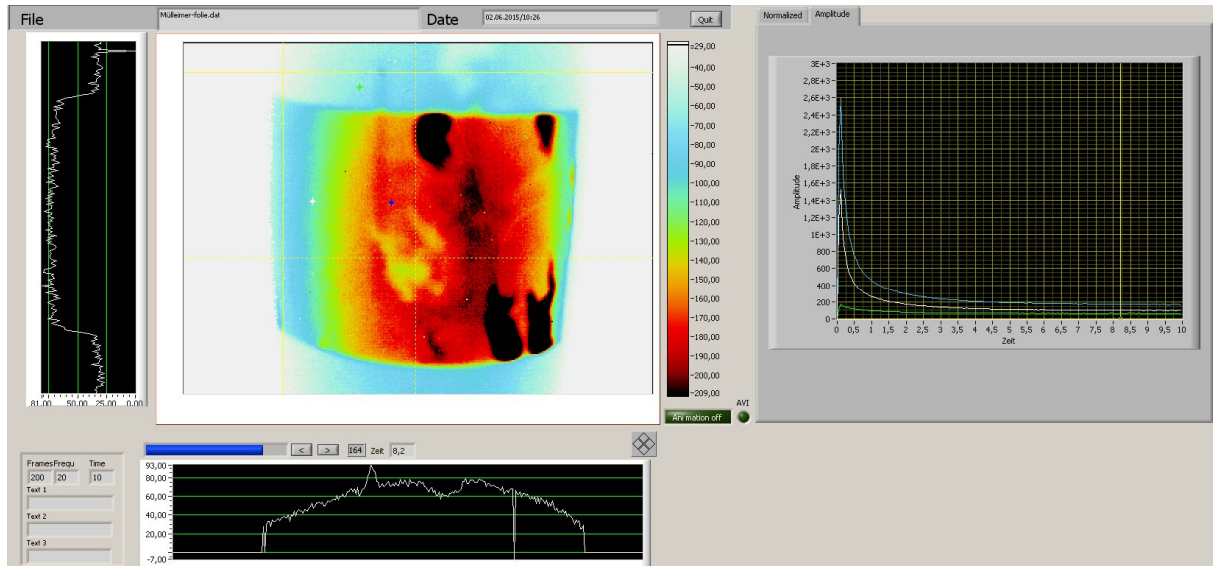 File Mülleimer-folie.dat Date 02.06.2015/10:26 Quit
Normalized Amplitude
29,00
-40,00
-50,00
-60,00
-70,00
-80,00
-90,00
-100,00
-110,00
-120,00
-130,00
-140,00
-150,00
-160,00
-170,00
-180,00
-190,00
-200,00
-209,00
81.00 50.00 25.00 0.00
Animation off
AVI
Amplitude
3E+3
2,8E+3
2,6E+3
2,4E+3
2,2E+3
2E+3
1,8E+3
1,6E+3
1,4E+3
1,2E+3
1E+3
800
600
400
200
0
0 0,5 1 1,5 2 2,5 3 3,5 4 4,5 5 5,5 6 6,5 7 7,5 8 8,5 9 9,5 10
Zeit
< > 164 Zeit 8,2
Frames Frequ Time
200 20 10
Text 1
Text 2
Text 3
93,00
80,00
60,00
40,00
20,00
-7,00